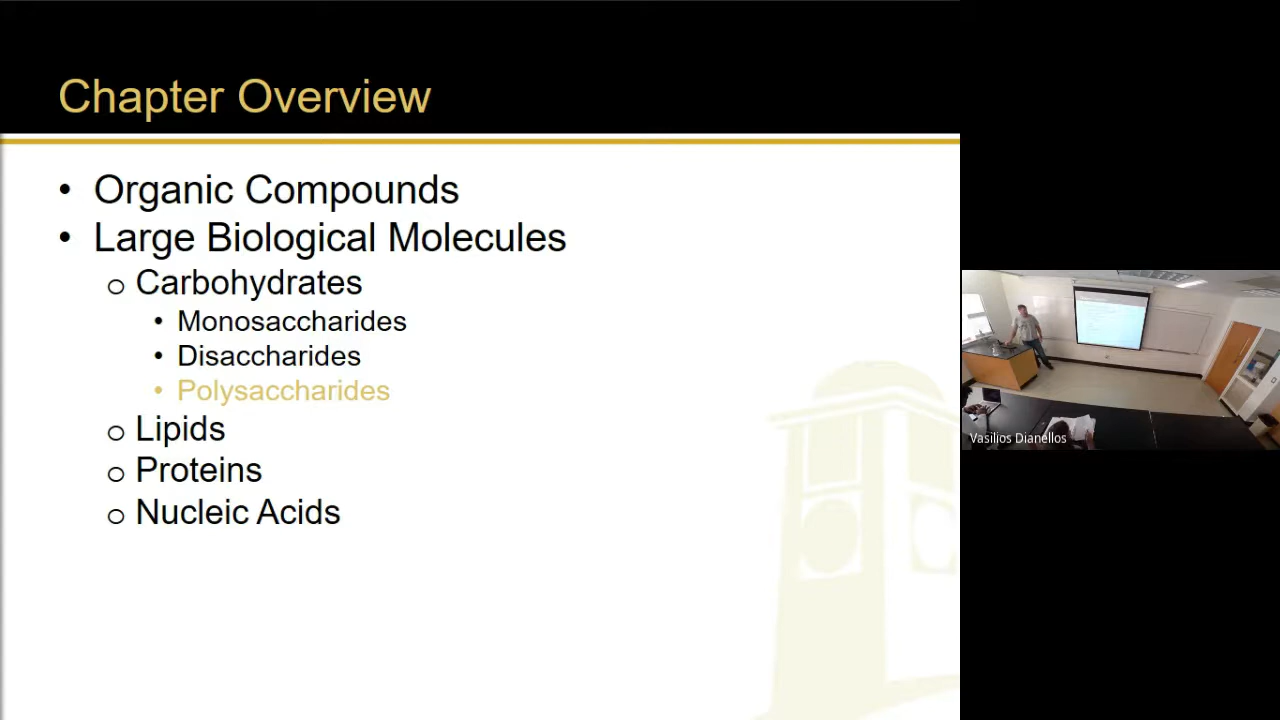 Chapter Overview
• Organic Compounds
• Large Biological Molecules
o Carbohydrates
• Monosaccharides
• Disaccharides
• Polysaccharides
o Lipids
o Proteins
o Nucleic Acids
Vasilios Dianellos